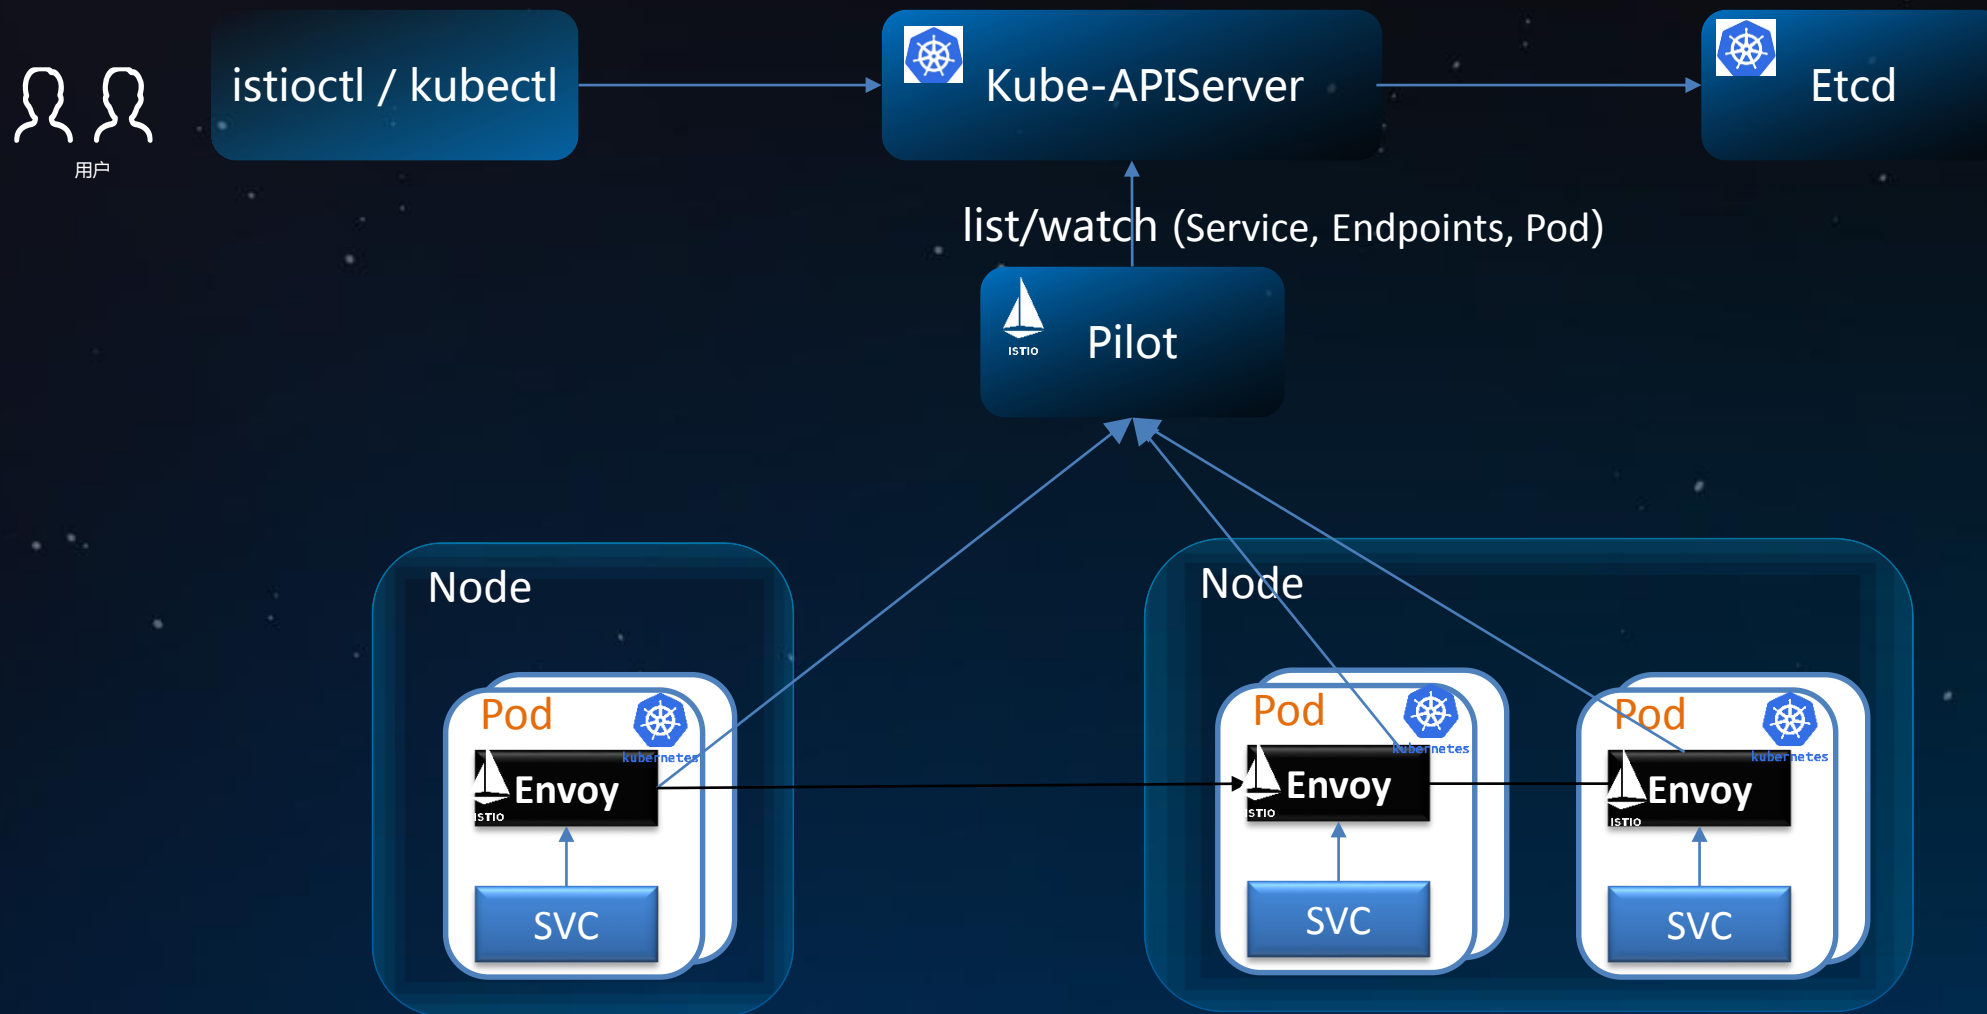 用户
istioctl / kubectl
Kube-APIServer
Etcd
list/watch (Service, Endpoints, Pod)
ISTIO
Pilot
Node
Pod
kubernetes
Envoy
ISTIO
SVC
Node
Pod
kubernetes
Envoy
ISTIO
SVC
Pod
kubernetes
Envoy
ISTIO
SVC